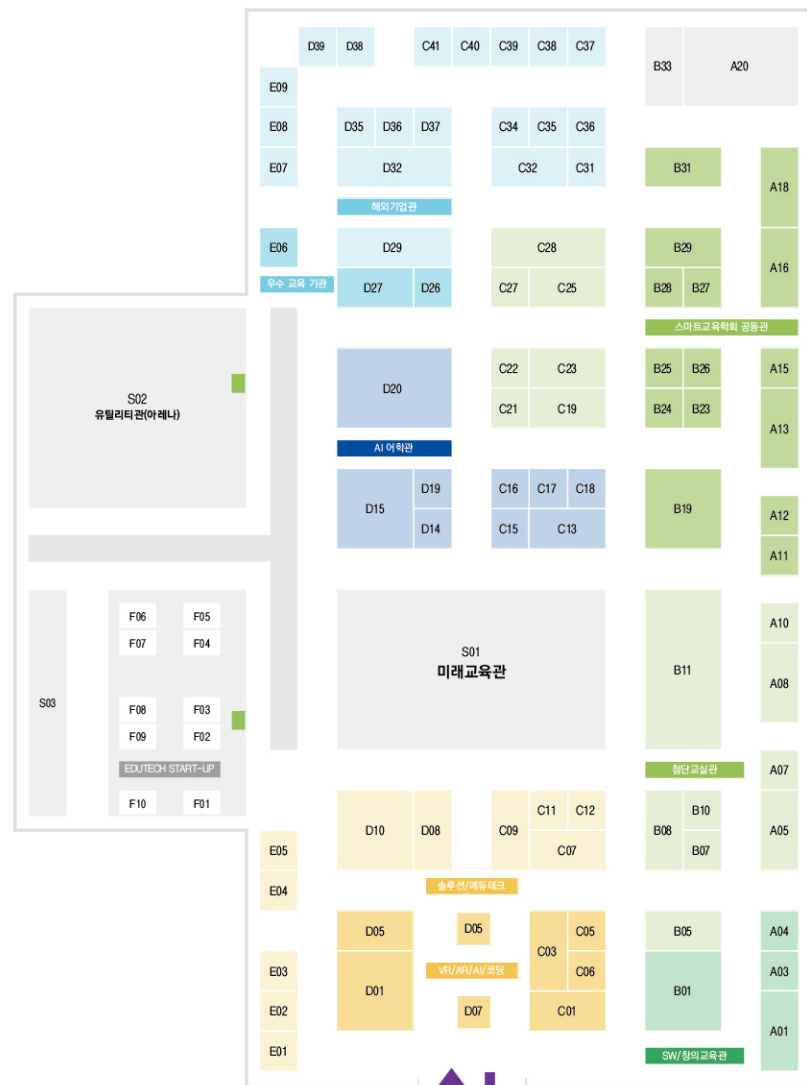 D39 D38 C41 C40 C39 C38 C37
B33 A20
E09
E08 D35 D36 D37 C34 C35 C36
E07 D32 C32 C31 B31 A18
해외기업관
E06 D29 C28 B29 A16
우수 교육 기관 D27 D26 C27 C25 B28 B27
스마트교육학회 공동관
S02
유틸리티관(아레나)
D20 C22 C23 B25 B26 A15
C21 C19 B24 B23 A13
AI 어학관
D15 D19 C16 C17 C18 B19 A12
D14 C15 C13 A11
F06 F05 A10
F07 F04
S01
미래교육관
B11 A08
S03 F08 F03
F09 F02
EDUTECH START-UP
첨단교실관 A07
F10 F01
D10 D08 C09 C11 C12 B08 B10 A05
E05 C07 B07
E04 솔루션/에듀테크
D05 D05 C03 C05 B05 A04
E03 D01 VR/AR/AI/코딩 C06 B01 A03
E02 D07 C01 A01
E01 SW/창의교육관